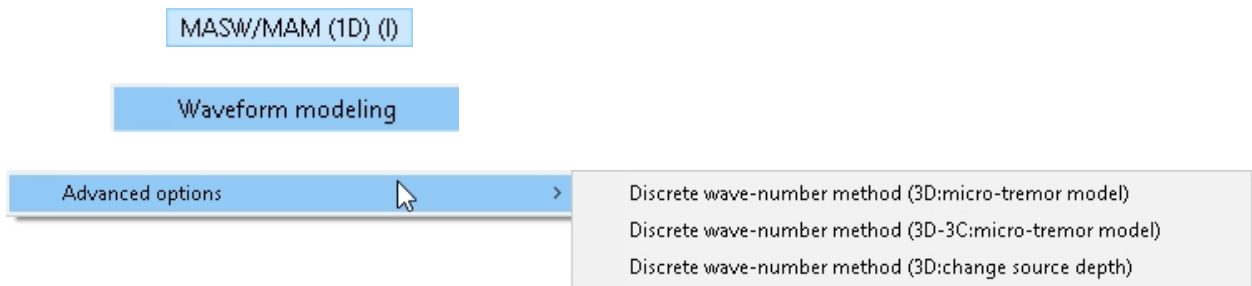 MASW/MAM (1D) (I)
Waveform modeling
Advanced options >
Discrete wave-number method (3D:micro-tremor model)
Discrete wave-number method (3D-3C:micro-tremor model)
Discrete wave-number method (3D:change source depth)